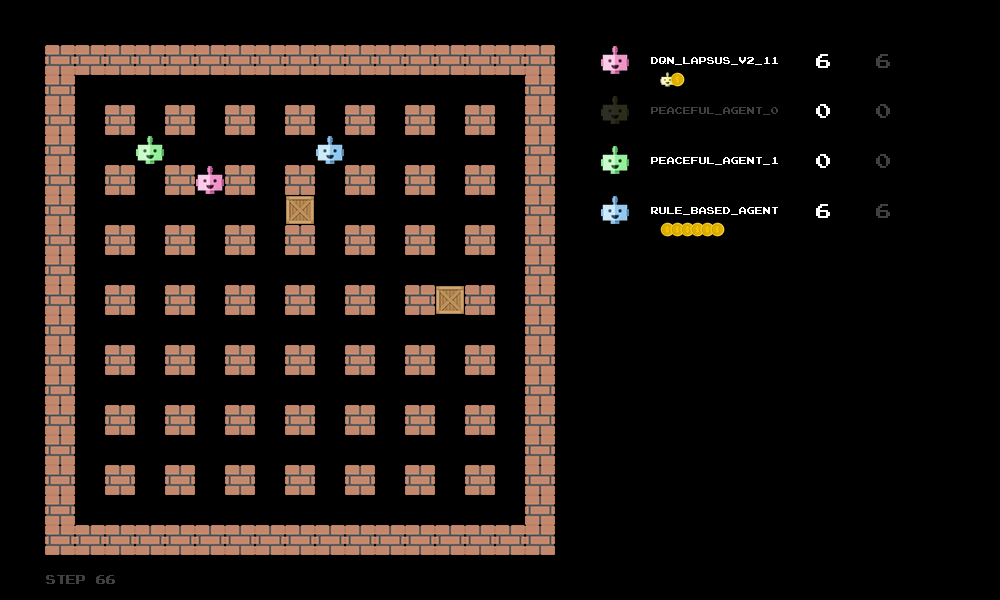 DQN_LAPSUS_V2_11 6 6
PEACEFUL_AGENT_0 0 0
PEACEFUL_AGENT_1 0 0
RULE_BASED_AGENT 6 6
STEP 66